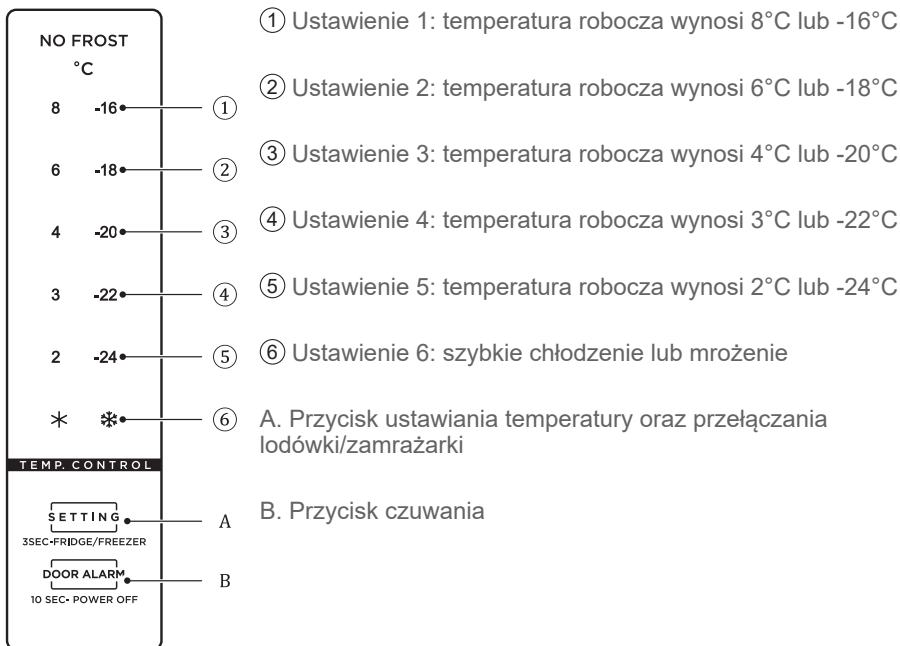 NO FROST
°C
8 -16 ①
6 -18 ②
4 -20 ③
3 -22 ④
2 -24 ⑤
⑥
TEMP. CONTROL
SETTING A
3SEC-FRIDGE/FREEZER
DOOR ALARM B
10 SEC- POWER OFF
① Ustawienie 1: temperatura robocza wynosi 8°C lub -16°C
② Ustawienie 2: temperatura robocza wynosi 6°C lub -18°C
③ Ustawienie 3: temperatura robocza wynosi 4°C lub -20°C
④ Ustawienie 4: temperatura robocza wynosi 3°C lub -22°C
⑤ Ustawienie 5: temperatura robocza wynosi 2°C lub -24°C
⑥ Ustawienie 6: szybkie chłodzenie lub mrożenie
A. Przycisk ustawiania temperatury oraz przełączania
lodówki/zamrażarki
B. Przycisk czuwania